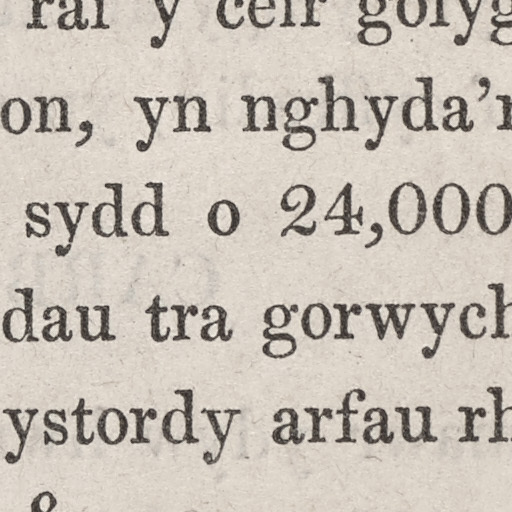 rai y ceir golyg
on, yn nghyda’r
sydd o 24,000
dau tra gorwych
ystordy arfau rh